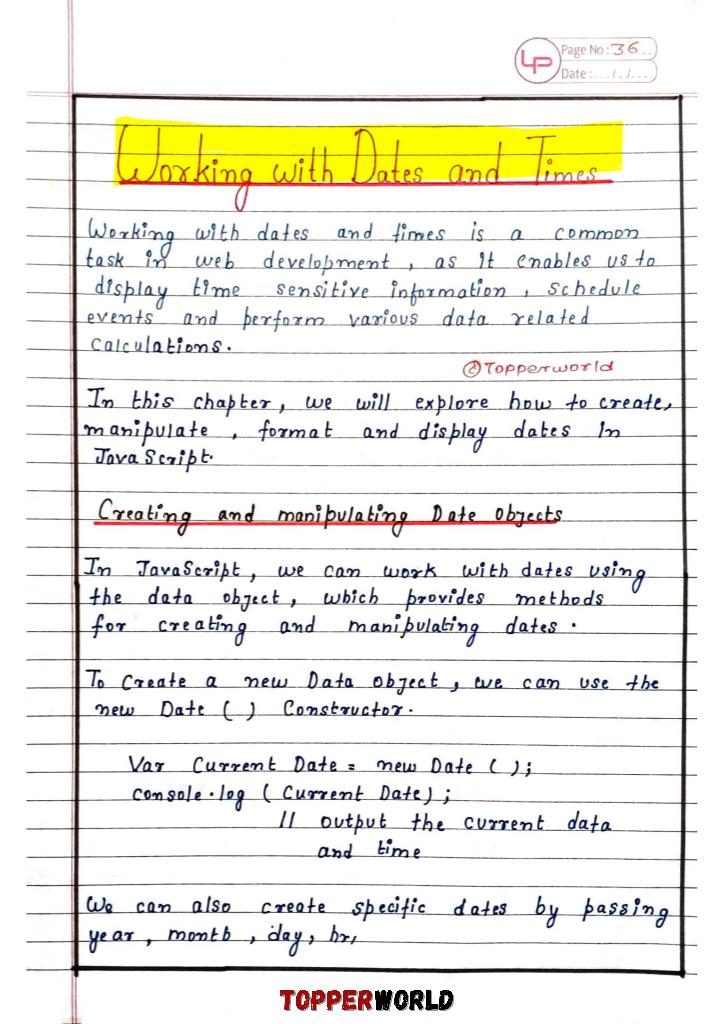 LP
Page No : 36
Date : ... / . / ...
Working with Dates and Times
Working with dates and times is a common
task in web development, as it enables us to
display time sensitive information, schedule
events and perform various data related
calculations.
© Topperworld
In this chapter, we will explore how to create,
manipulate, format and display dates in
JavaScript.
Creating and manipulating Date Objects
In JavaScript, we can work with dates using
the data object, which provides methods
for creating and manipulating dates.
To Create a new Data object, we can use the
new Date ( ) Constructor.
Var Current Date = new Date ( );
console.log ( Current Date) ;
// output the current data
and time
We can also create specific dates by passing
year, month, day, hr,
TOPPERWORLD